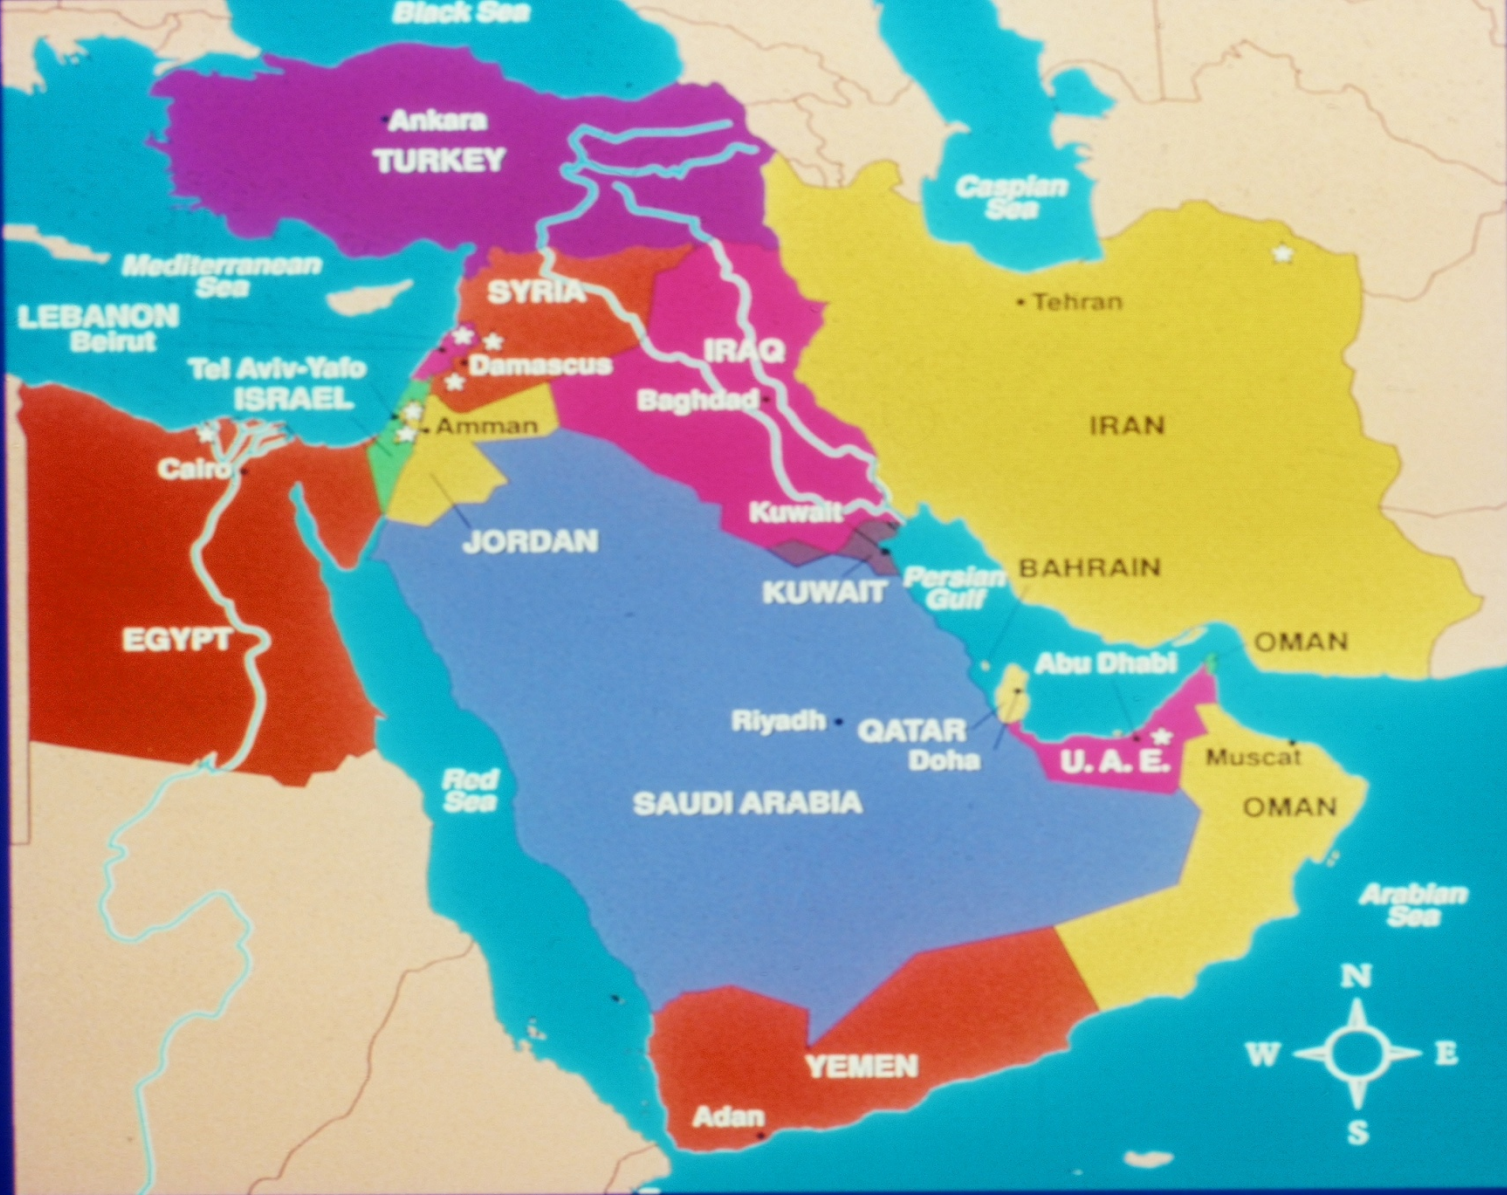 Black Sea
Ankara
TURKEY
Caspian
Sea
Mediterranean
Sea
SYRIA
Tehran
LEBANON
Beirut
IRAQ
Tel Aviv-Yafo
Damascus
ISRAEL
Baghdad
Amman
IRAN
Cairo
Kuwait
JORDAN
BAHRAIN
KUWAIT
Persian
Gulf
EGYPT
OMAN
Abu Dhabi
Riyadh
QATAR
Doha
U. A. E.
Muscat
Red
Sea
SAUDI ARABIA
OMAN
Arabian
Sea
N
W
E
S
YEMEN
Adan